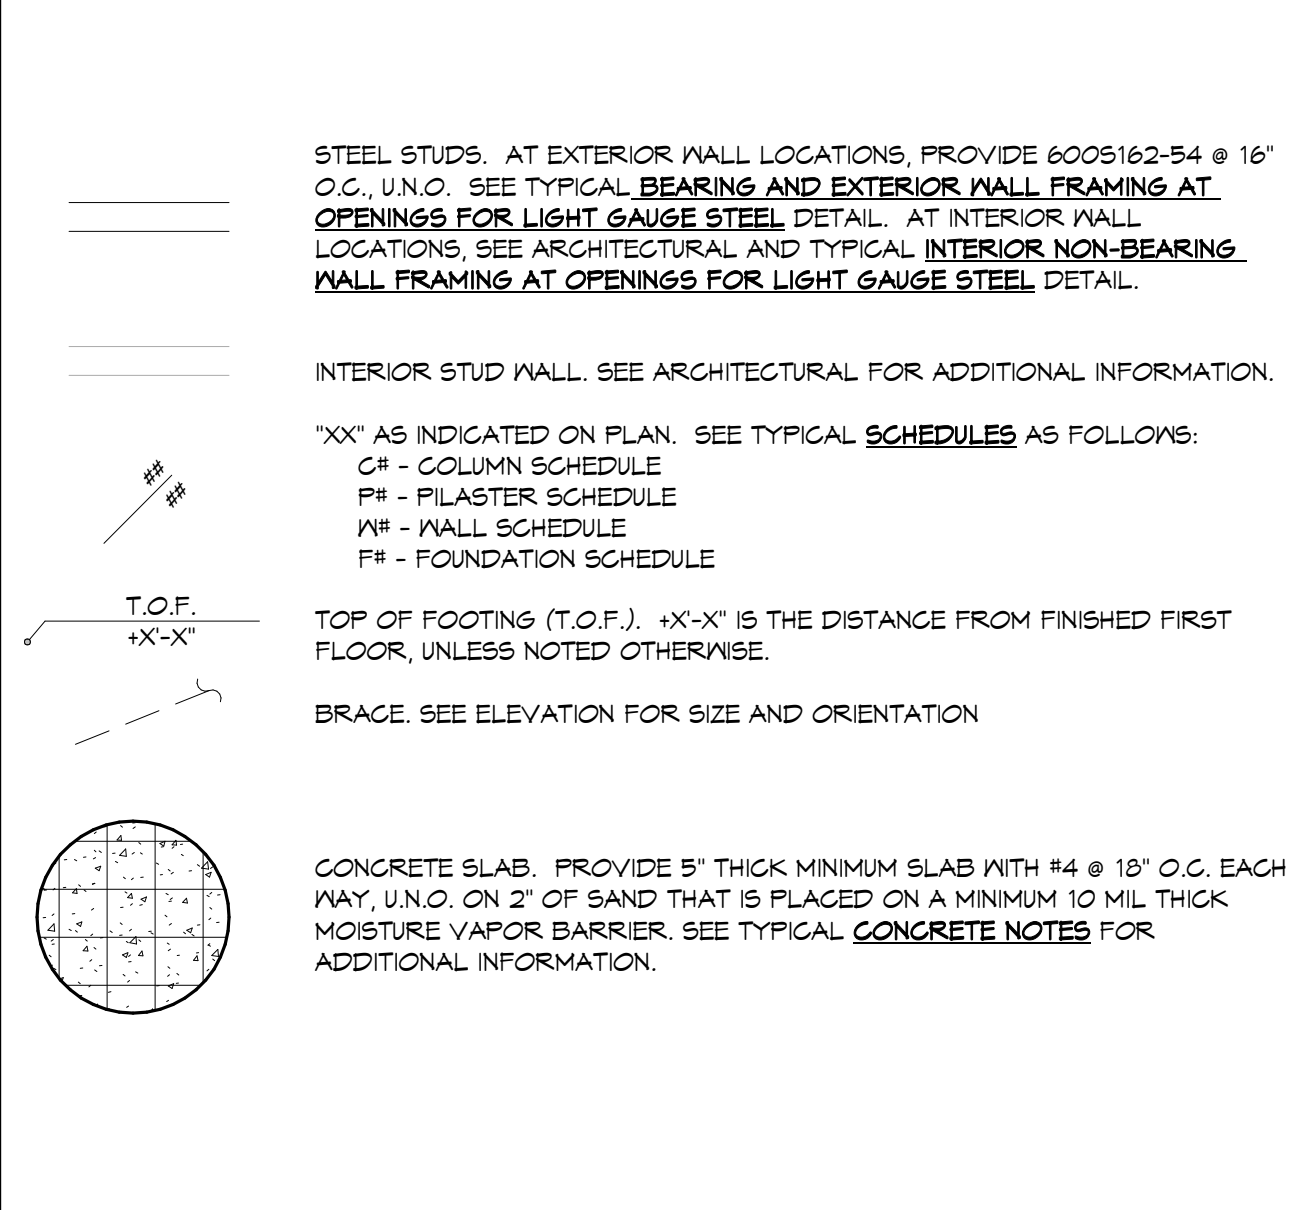 STEEL STUDS. AT EXTERIOR WALL LOCATIONS, PROVIDE 600S162-54 @ 16"
O.C., U.N.O. SEE TYPICAL BEARING AND EXTERIOR WALL FRAMING AT
OPENINGS FOR LIGHT GAUGE STEEL DETAIL. AT INTERIOR WALL
LOCATIONS, SEE ARCHITECTURAL AND TYPICAL INTERIOR NON-BEARING
WALL FRAMING AT OPENINGS FOR LIGHT GAUGE STEEL DETAIL.
INTERIOR STUD WALL. SEE ARCHITECTURAL FOR ADDITIONAL INFORMATION.
##
##
"XX" AS INDICATED ON PLAN. SEE TYPICAL SCHEDULES AS FOLLOWS:
C# - COLUMN SCHEDULE
P# - PILASTER SCHEDULE
W# - WALL SCHEDULE
F# - FOUNDATION SCHEDULE
T.O.F.
+X'-X"
TOP OF FOOTING (T.O.F.). +X'-X" IS THE DISTANCE FROM FINISHED FIRST
FLOOR, UNLESS NOTED OTHERWISE.
BRACE. SEE ELEVATION FOR SIZE AND ORIENTATION
CONCRETE SLAB. PROVIDE 5" THICK MINIMUM SLAB WITH #4 @ 18" O.C. EACH
WAY, U.N.O. ON 2" OF SAND THAT IS PLACED ON A MINIMUM 10 MIL THICK
MOISTURE VAPOR BARRIER. SEE TYPICAL CONCRETE NOTES FOR
ADDITIONAL INFORMATION.